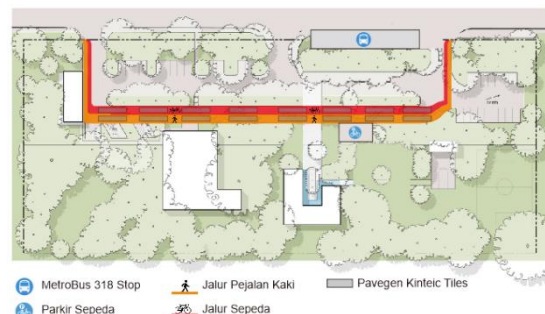 MetroBus 318 Stop
Jalur Pejalan Kaki
Pavegen Kinteic Tiles
Parkir Sepeda
Jalur Sepeda